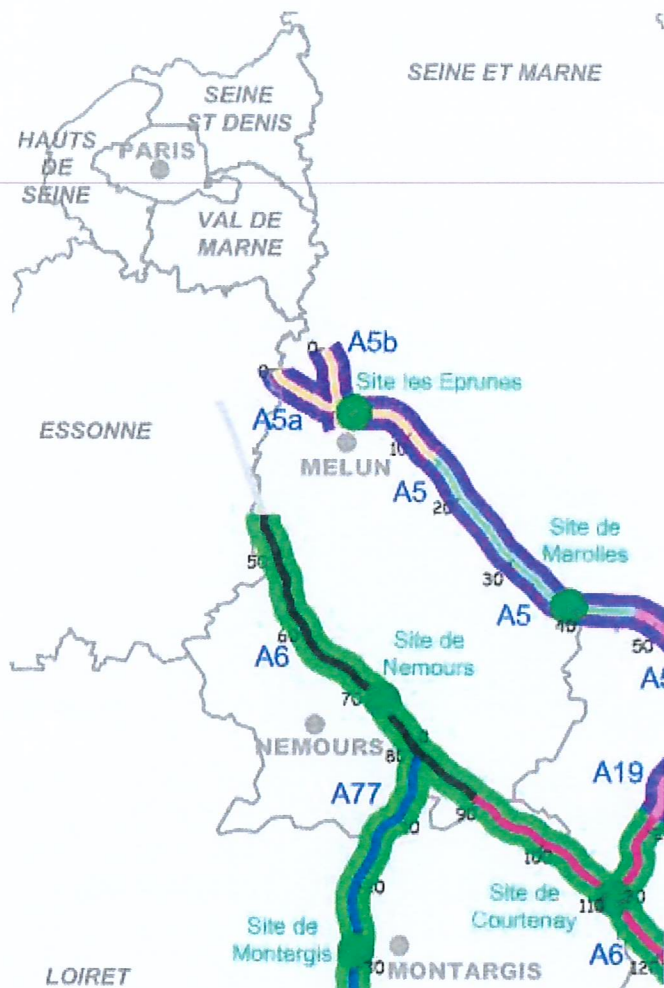 SEINE ET MARNE
SEINE
ST DENIS
HAUTS
DE
SEINE
PARIS
VAL DE
MARNE
0
A5b
0
Site les Eprunes
A5a
ESSONNE
MELUN
10
A5
20
Site de
Marolles
30
A5
40
50
50
A6
60
Site de
Nemours
70
NEMOURS
80
A77
A19
90
100
Site de
Courtenay
110
Site de
Montergis
A6
120
MONTARGIS
LOIRET